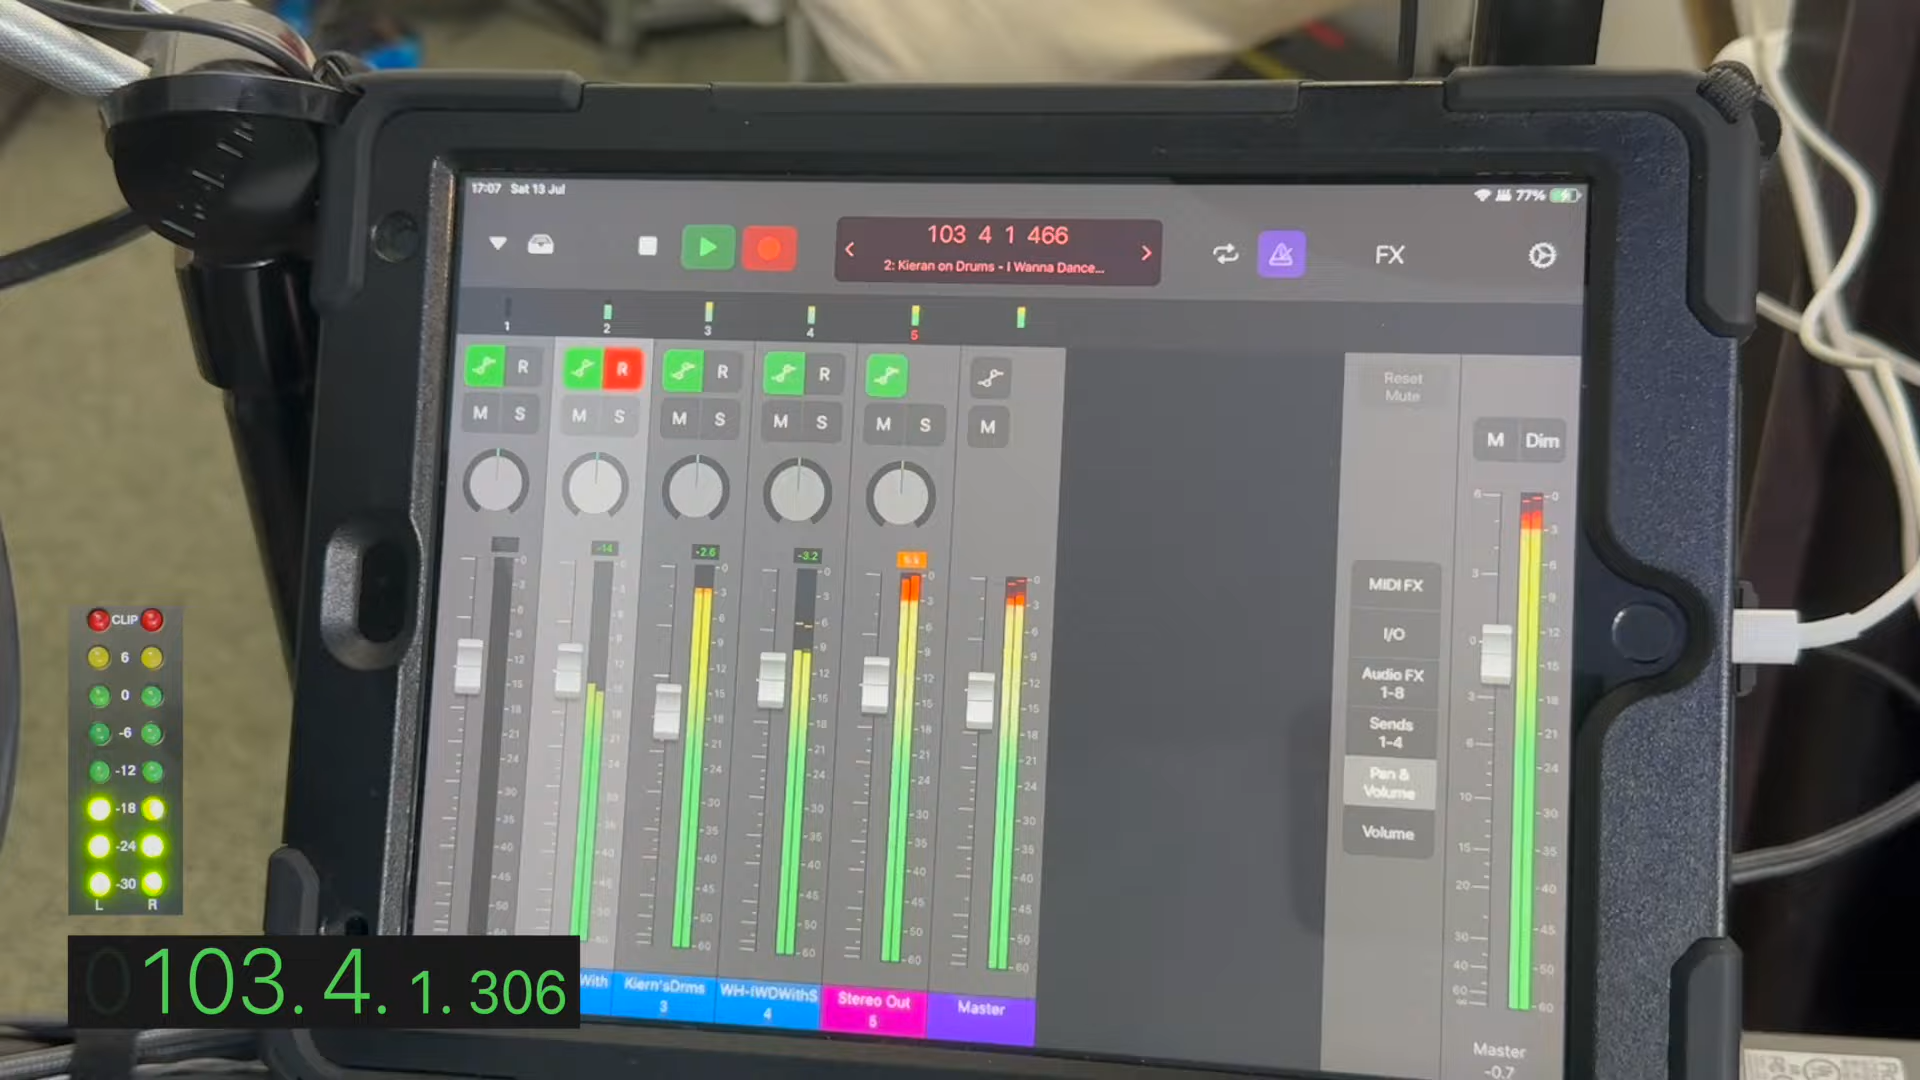 17:07 Sat 13 Jul
77%
103 4 1 466
2: Kieran on Drums - I Wanna Dance...
FX
1 2 3 4 5
R R R R
M S M S M S M S M S M
Reset
Mute
M Dim
-14 -2.6 -3.2
MIDI FX
I/O
Audio FX
1-8
Sends
1-4
Pan &
Volume
Volume
CLIP
6
0
-6
-12
-18
-24
-30
L R
103. 4. 1. 306
With
Kiern'sDrms
3
WH-IWDWithS
4
Stereo Out
5
Master
Master
-0.7